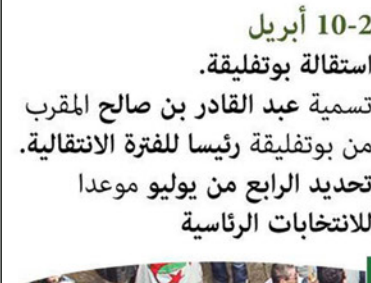 2-10 أبريل
استقالة بوتفليقة.
تسمية عبد القادر بن صالح المقرب
من بوتفليقة رئيسا للفترة الانتقالية.
تحديد الرابع من يوليو موعدا
للانتخابات الرئاسية